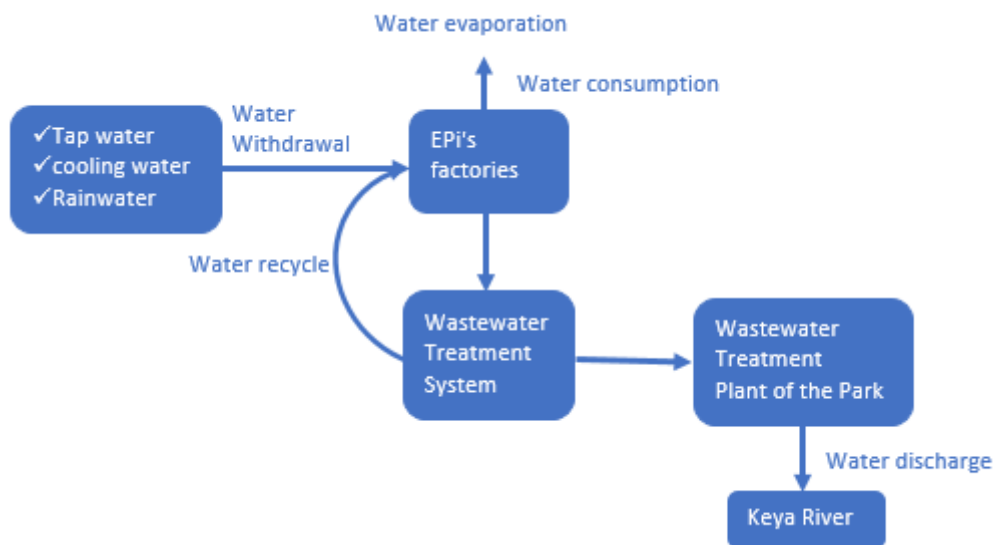 Water evaporation
Water consumption
✓Tap water
✓cooling water
✓Rainwater
Water
Withdrawal
EPi's
factories
Water recycle
Wastewater
Treatment
System
Wastewater
Treatment
Plant of the Park
Water discharge
Keya River